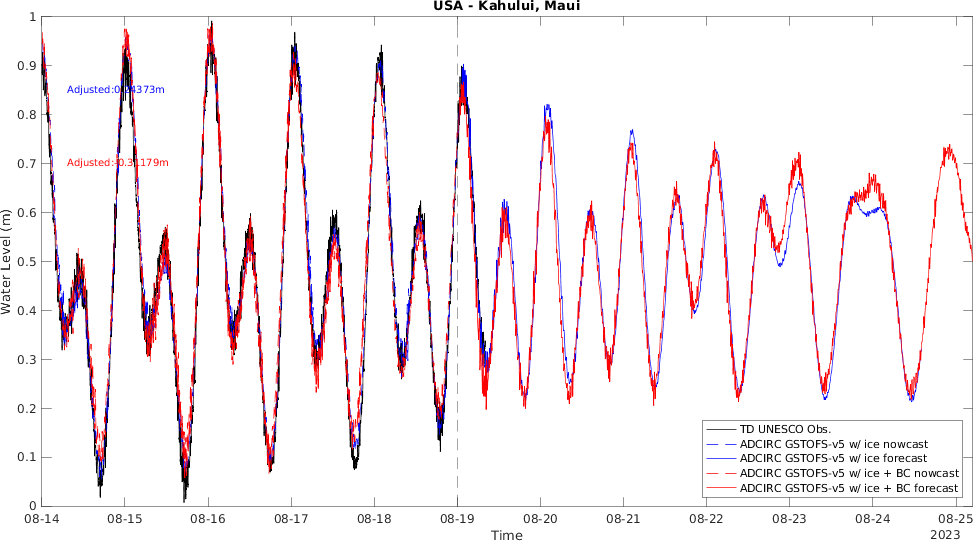 USA - Kahului, Maui
1
0.9
0.8
0.7
0.6
0.5
0.4
0.3
0.2
0.1
0
Water Level (m)
Adjusted:0.24373m
Adjusted:-0.31179m
TD UNESCO Obs.
ADCIRC GSTOFS-v5 w/ ice nowcast
ADCIRC GSTOFS-v5 w/ ice forecast
ADCIRC GSTOFS-v5 w/ ice + BC nowcast
ADCIRC GSTOFS-v5 w/ ice + BC forecast
08-14 08-15 08-16 08-17 08-18 08-19 08-20 08-21 08-22 08-23 08-24 08-25
Time
2023